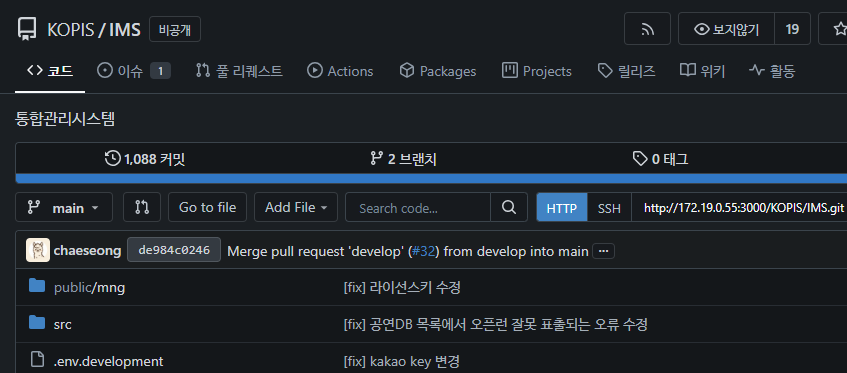 KOPIS / IMS 비공개 보지않기 19
코드 이슈 1 풀 리퀘스트 Actions Packages Projects 릴리즈 위키 활동
통합관리시스템
1,088 커밋 2 브랜치 0 태그
main Go to file Add File Search code... HTTP SSH http://172.19.0.55:3000/KOPIS/IMS.git
chaeseong de984c0246 Merge pull request 'develop' (#32) from develop into main ...
public/mng [fix] 라이선스키 수정
src [fix] 공연DB 목록에서 오픈런 잘못 표출되는 오류 수정
.env.development [fix] kakao key 변경